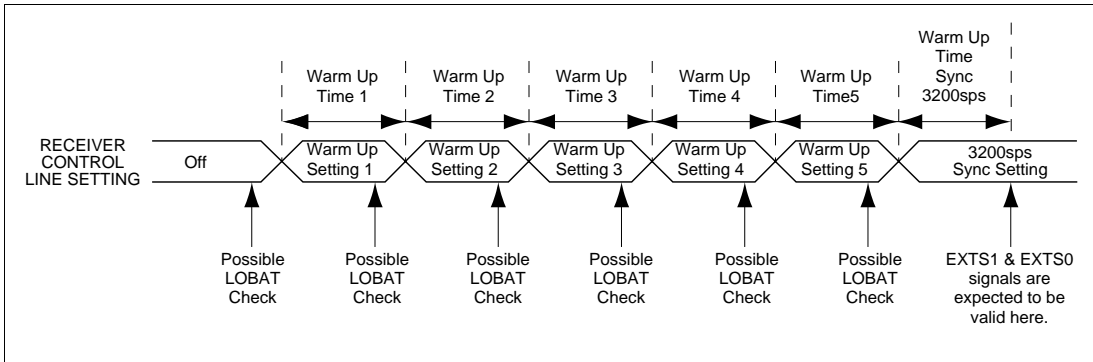 Warm Up
Time 1
Warm Up
Time 2
Warm Up
Time 3
Warm Up
Time 4
Warm Up
Time5
Warm Up
Time
Sync
3200sps
RECEIVER
CONTROL
LINE SETTING
Off
Warm Up
Setting 1
Warm Up
Setting 2
Warm Up
Setting 3
Warm Up
Setting 4
Warm Up
Setting 5
3200sps
Sync Setting
Possible
LOBAT
Check
Possible
LOBAT
Check
Possible
LOBAT
Check
Possible
LOBAT
Check
Possible
LOBAT
Check
Possible
LOBAT
Check
EXTS1 & EXTS0
signals are
expected to be
valid here.